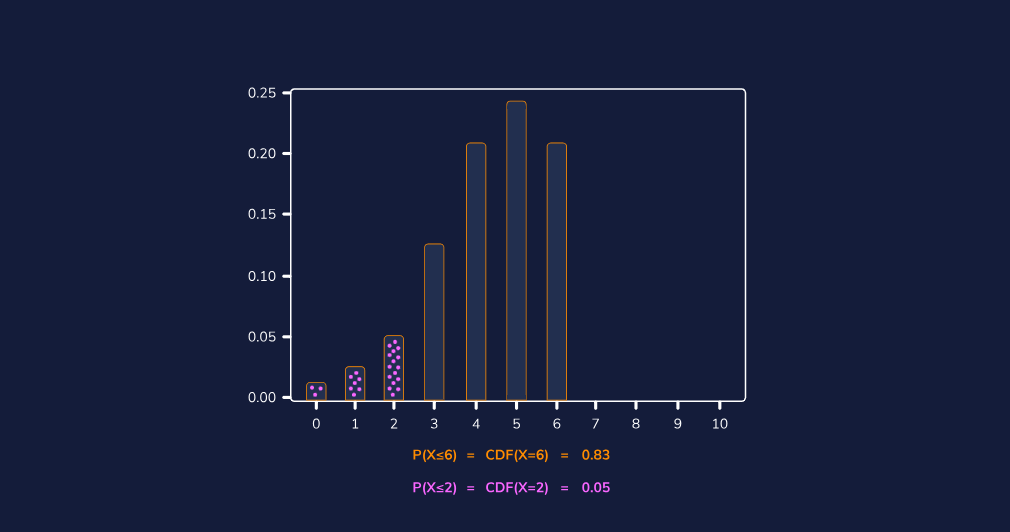 0.25
0.20
0.15
0.10
0.05
0.00
0 1 2 3 4 5 6 7 8 9 10
P(X≤6) = CDF(X=6) = 0.83
P(X≤2) = CDF(X=2) = 0.05